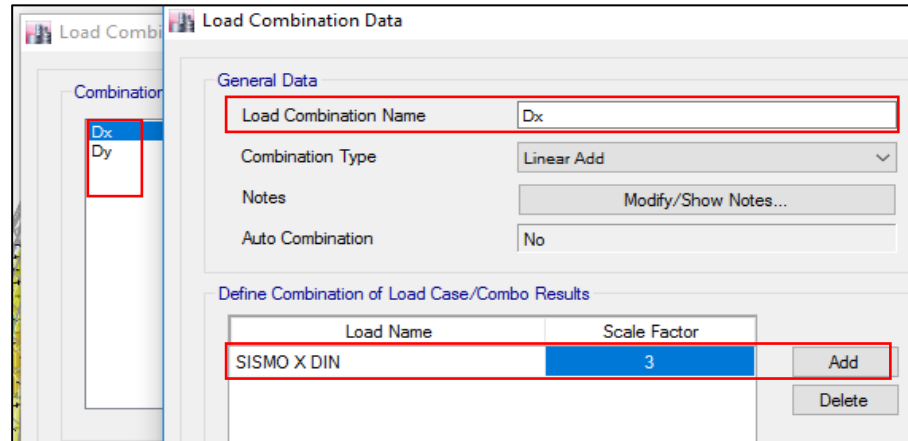 Load Combi
Combination
Dx
Dy
Load Combination Data
General Data
Load Combination Name Dx
Combination Type Linear Add
Notes Modify/Show Notes...
Auto Combination No
Define Combination of Load Case/Combo Results
Load Name Scale Factor
SISMO X DIN 3 Add
Delete